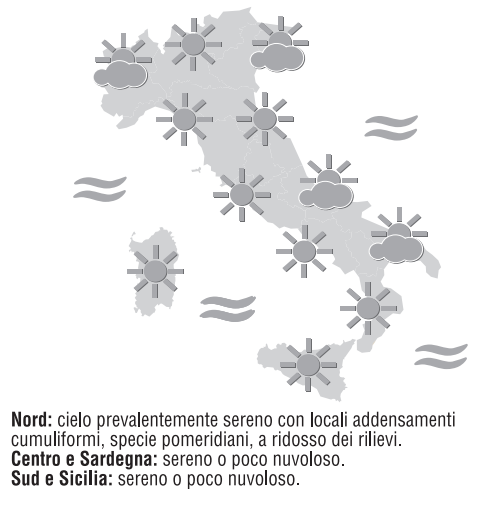 Nord: cielo prevalentemente sereno con locali addensamenti
cumuliformi, specie pomeridiani, a ridosso dei rilievi.
Centro e Sardegna: sereno o poco nuvoloso.
Sud e Sicilia: sereno o poco nuvoloso.